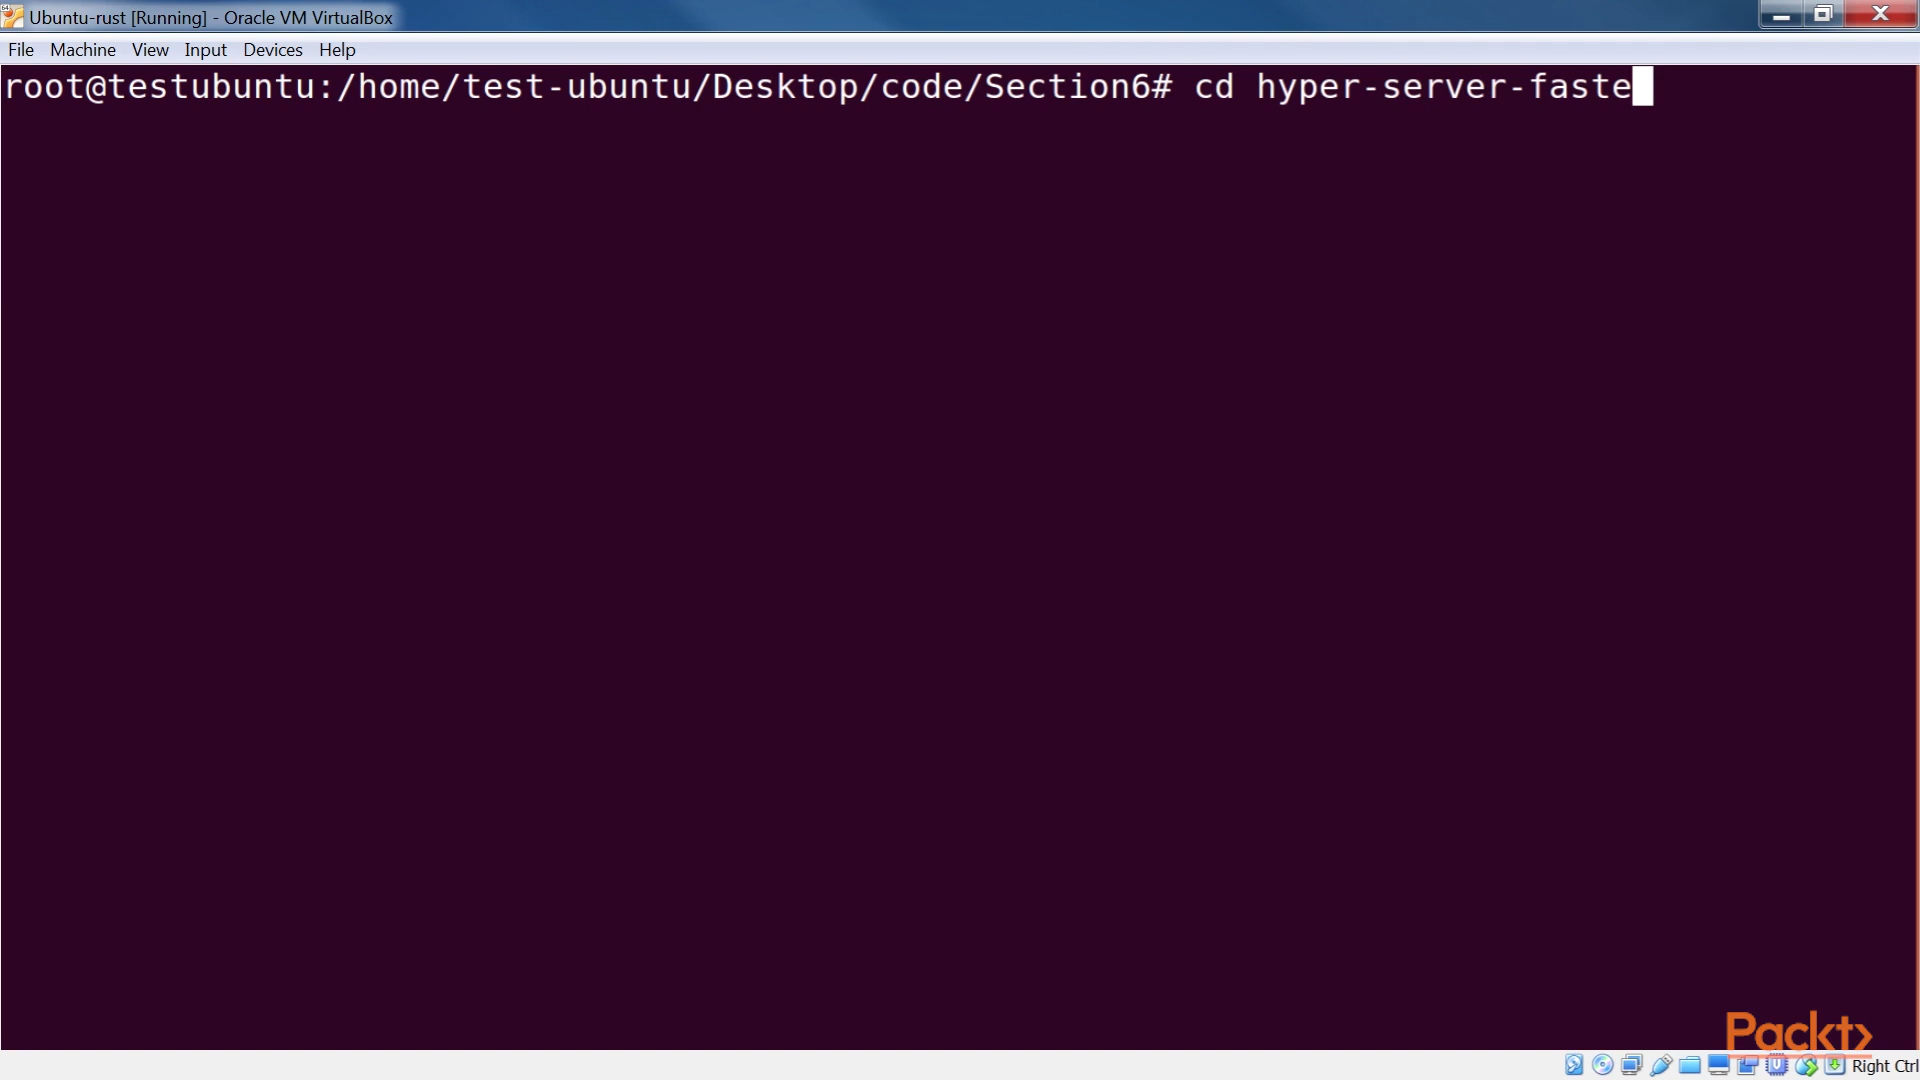 Ubuntu-rust [Running] - Oracle VM VirtualBox
File Machine View Input Devices Help
root@testubuntu:/home/test-ubuntu/Desktop/code/Section6# cd hyper-server-faste
Packt>
Right Ctrl